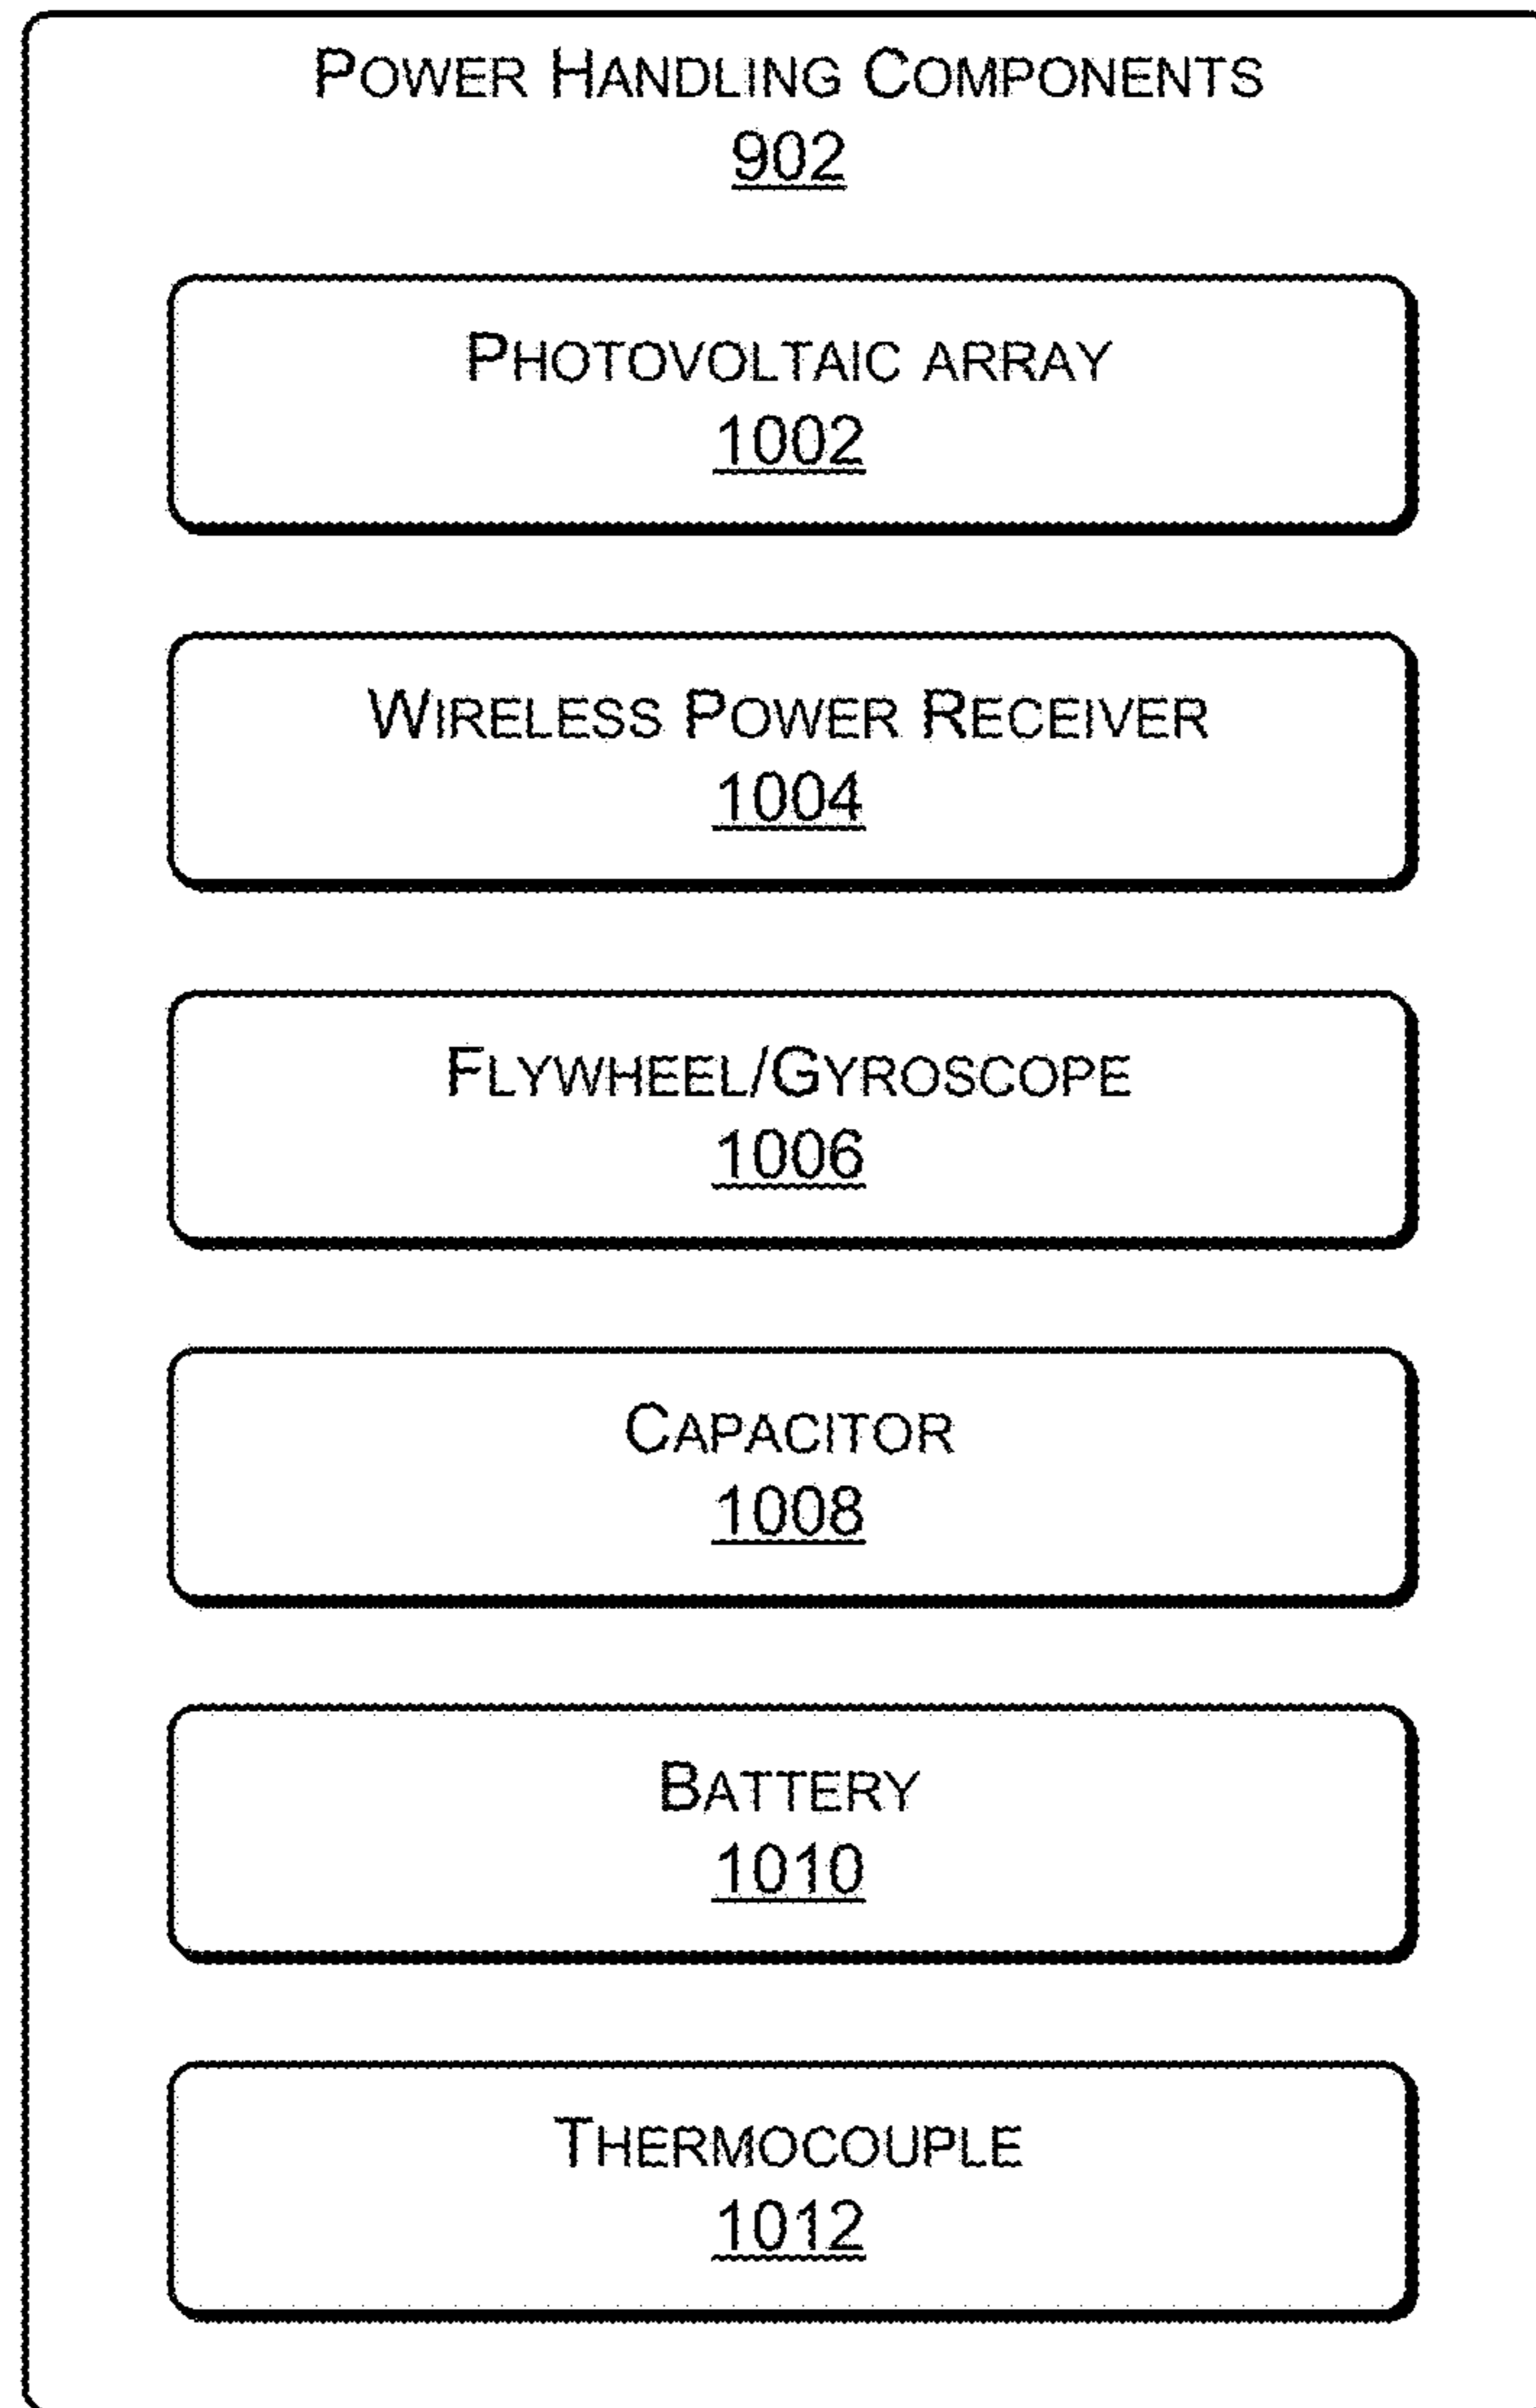 POWER HANDLING COMPONENTS
902
PHOTOVOLTAIC ARRAY
1002
WIRELESS POWER RECEIVER
1004
FLYWHEEL/GYROSCOPE
1006
CAPACITOR
1008
BATTERY
1010
THERMOCOUPLE
1012